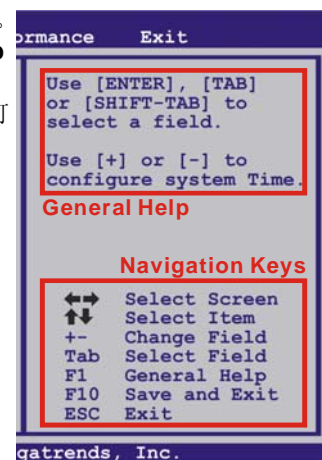 ormance Exit
Use [ENTER], [TAB]
or [SHIFT-TAB] to
select a field.
Use [+] or [-] to
configure system Time.
General Help
Navigation Keys
Select Screen
Select Item
+- Change Field
Tab Select Field
F1 General Help
F10 Save and Exit
ESC Exit
gatrends, Inc.